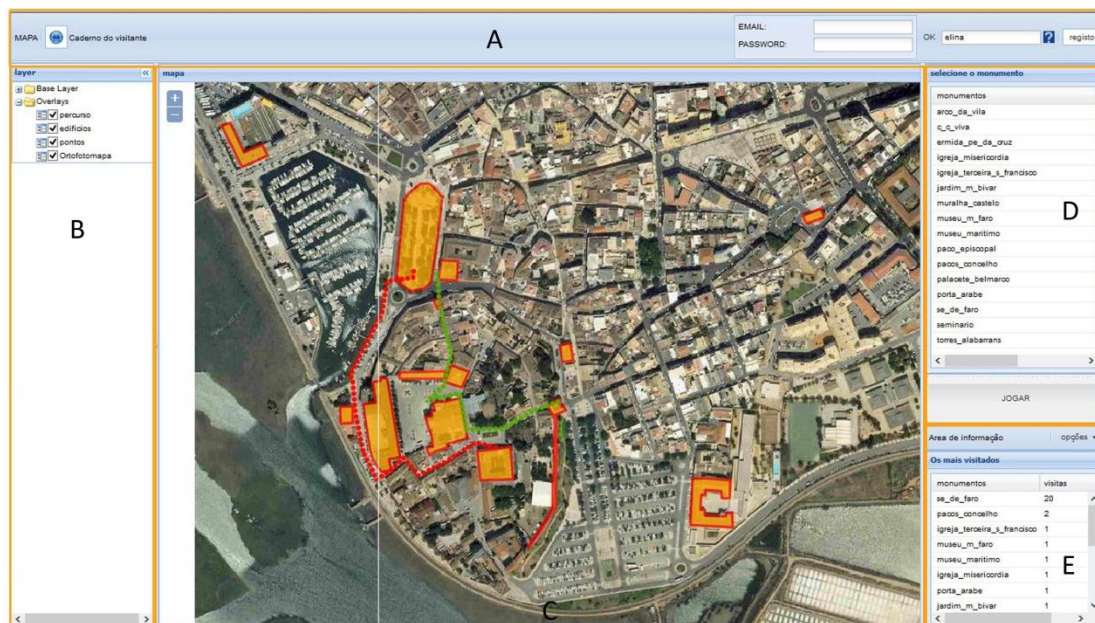 MAPA Caderno do visitante
A
EMAIL:
PASSWORD:
OK elina ? registo
layer «
Base Layer
Overlays
percurso
edificios
pontos
Ortofotomapa
B
mapa
+
−
C
selecione o monumento
monumentos
arco_da_vila
c_c_viva
ermida_pe_da_cruz
igreja_misericordia
igreja_terceira_s_francisco
jardim_m_bivar
muralha_castelo
museu_m_faro
museu_maritimo
paco_episcopal
pacos_concelho
palacete_belmarco
porta_arabe
se_de_faro
seminario
torres_alabarrans
D
JOGAR
Area de informação opções
Os mais visitados
monumentos visitas
se_de_faro 20
pacos_concelho 2
igreja_terceira_s_francisco 1
museu_m_faro 1
museu_maritimo 1
igreja_misericordia 1
porta_arabe 1
jardim_m_bivar 1
E